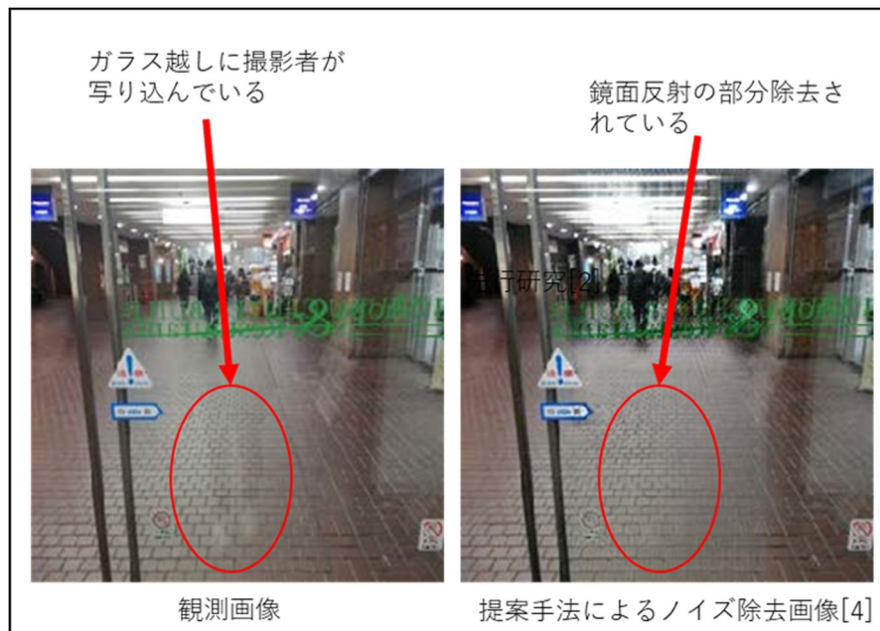 ガラス越しに撮影者が
写り込んでいる
鏡面反射の部分除去さ
れている
行研究[2]
観測画像
提案手法によるノイズ除去画像[4]